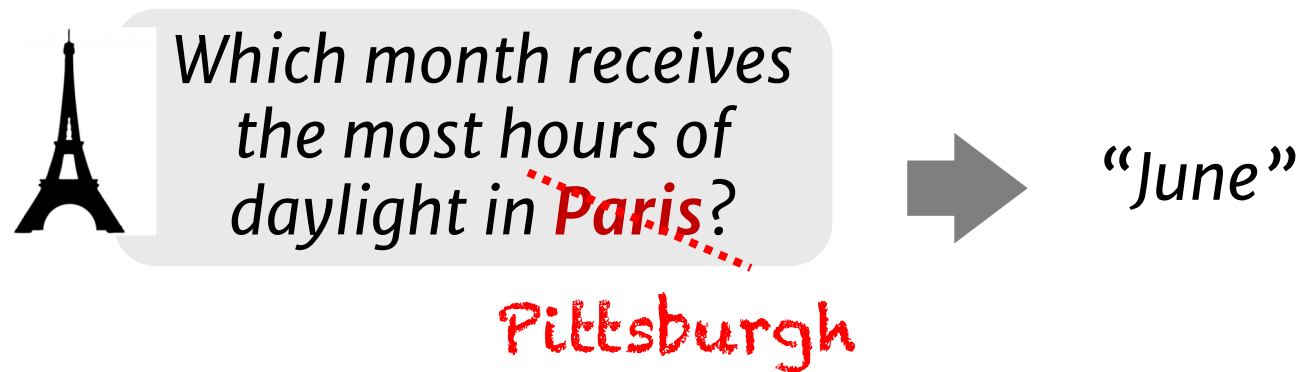 Which month receives
the most hours of
daylight in Paris?
“June”
Pittsburgh